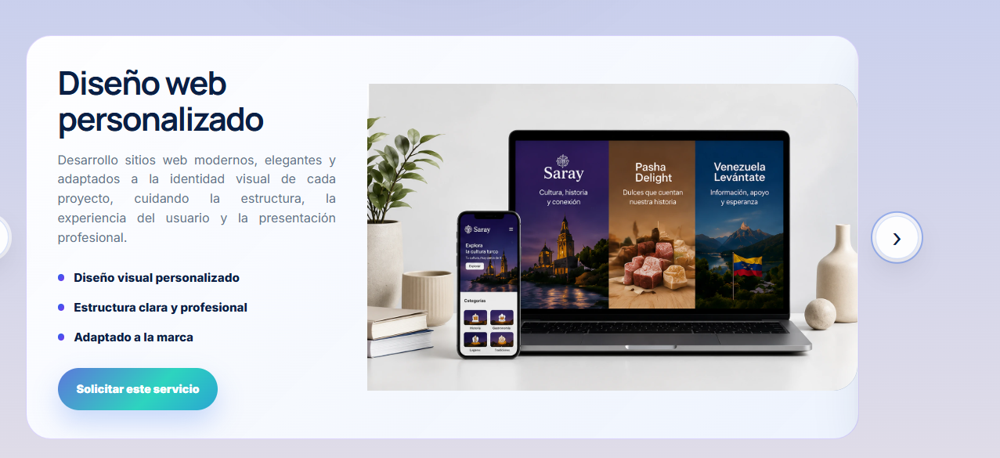 Diseño web
personalizado
Desarrollo sitios web modernos, elegantes y
adaptados a la identidad visual de cada
proyecto, cuidando la estructura, la
experiencia del usuario y la presentación
profesional.
Diseño visual personalizado
Estructura clara y profesional
Adaptado a la marca
Solicitar este servicio
Saray
Cultura, historia
y conexión
Pasha
Delight
Dulces que cuentan
nuestra historia
Venezuela
Levántate
Información, apoyo
y esperanza
Saray
Explora
la cultura turca
Explorar
Categorías
Historia
Gastronomía
Lugares
Tradiciones